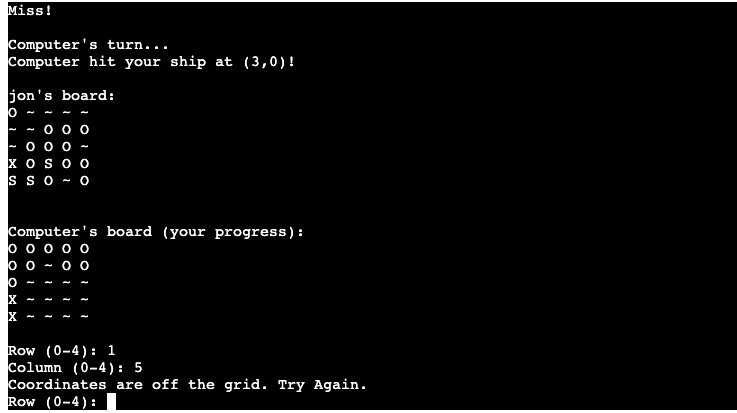 Miss!
Computer's turn...
Computer hit your ship at (3,0)!
jon's board:
O ~ ~ ~ ~
~ ~ O O O
~ O O O ~
X O S O O
S S O ~ O
Computer's board (your progress):
O O O O O
O O ~ O O
O ~ ~ ~ ~
X ~ ~ ~ ~
X ~ ~ ~ ~
Row (0-4): 1
Column (0-4): 5
Coordinates are off the grid. Try Again.
Row (0-4):